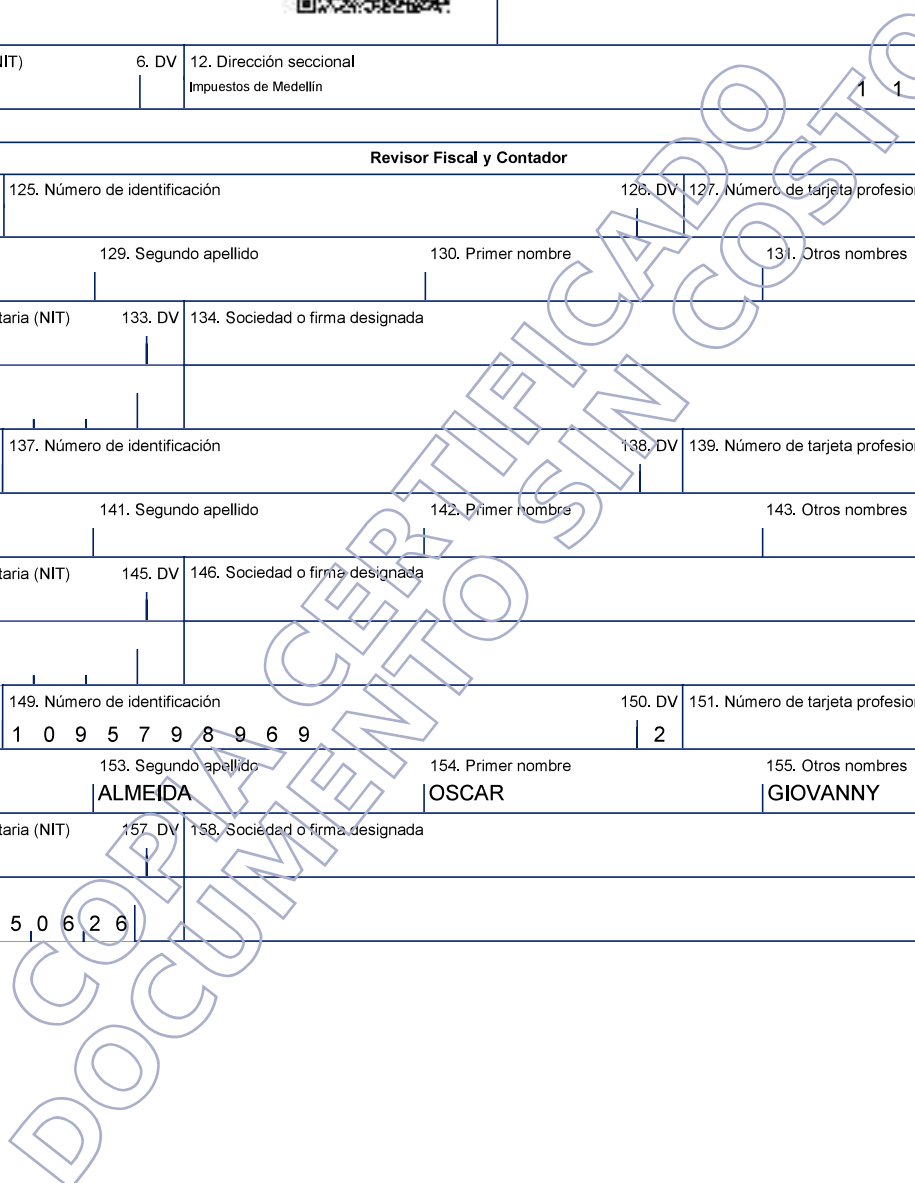 IT) 6. DV 12. Dirección seccional
Impuestos de Medellín 1 1
Revisor Fiscal y Contador
125. Número de identificación 126. DV 127. Número de tarjeta profesio
129. Segundo apellido 130. Primer nombre 131. Otros nombres
taria (NIT) 133. DV 134. Sociedad o firma designada
137. Número de identificación 138. DV 139. Número de tarjeta profesio
141. Segundo apellido 142. Primer nombre 143. Otros nombres
taria (NIT) 145. DV 146. Sociedad o firma designada
149. Número de identificación 150. DV 151. Número de tarjeta profesio
1 0 9 5 7 9 8 9 6 9 2
153. Segundo apellido 154. Primer nombre 155. Otros nombres
ALMEIDA OSCAR GIOVANNY
taria (NIT) 157. DV 158. Sociedad o firma designada
5 0 6 2 6
COPIA CERTIFICADO
DOCUMENTO SIN COSTO